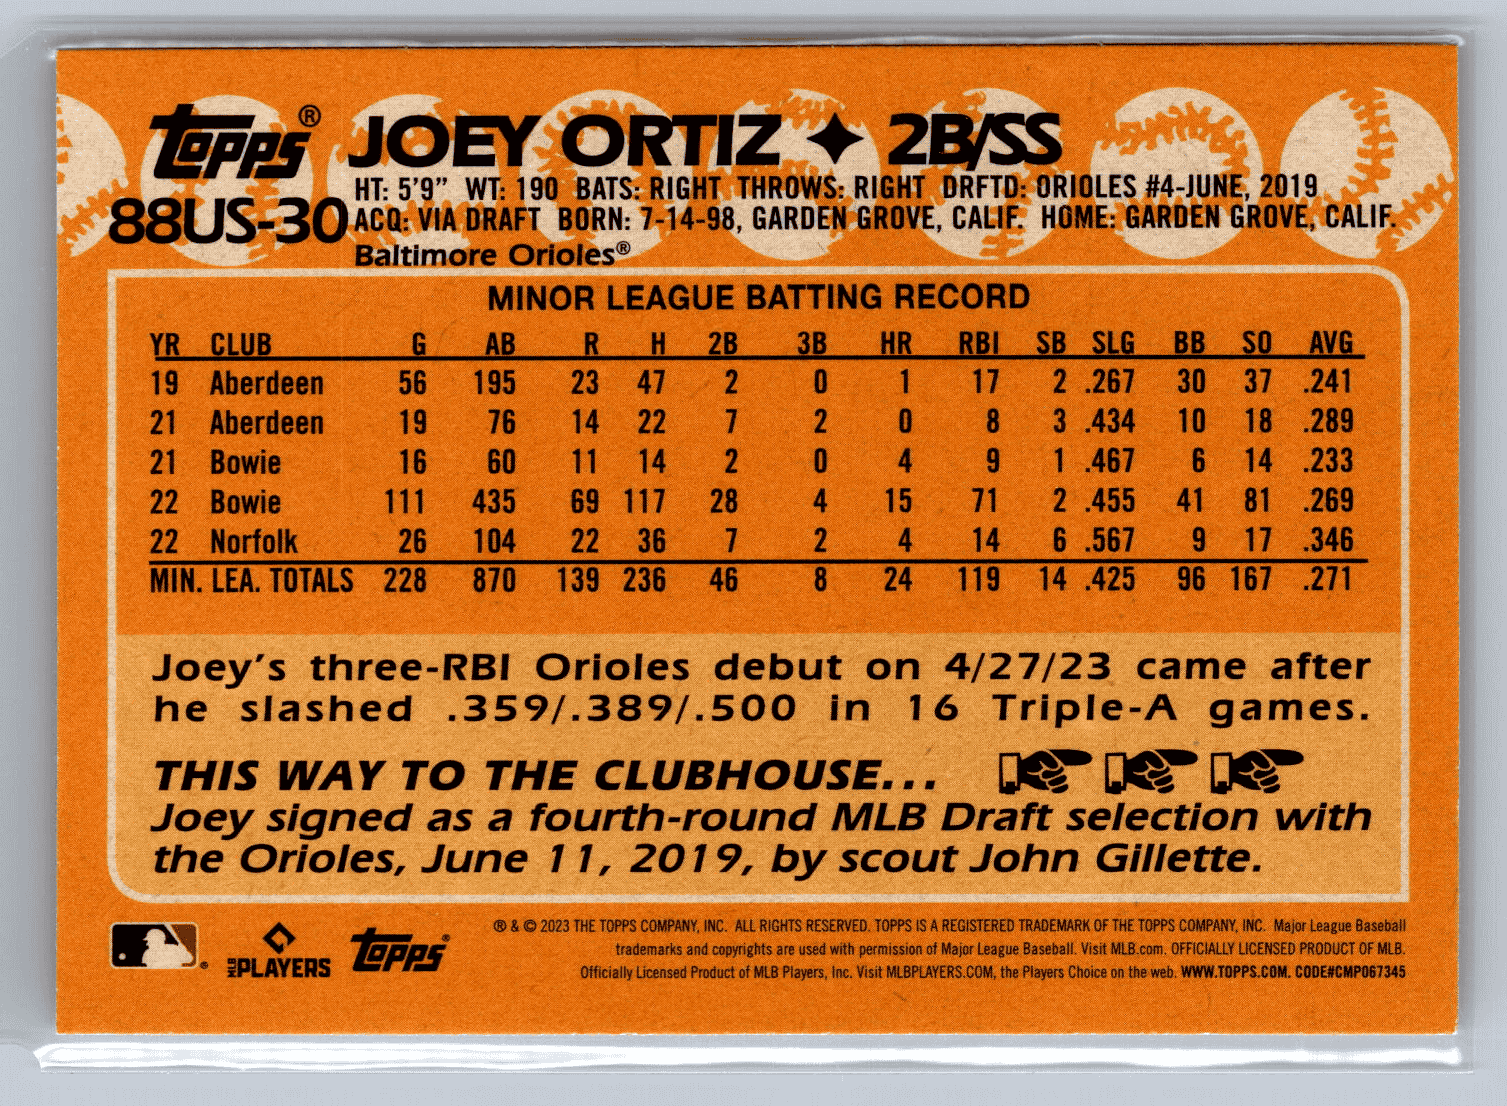 Topps® JOEY ORTIZ ✦ 2B/SS
HT: 5'9" WT: 190 BATS: RIGHT THROWS: RIGHT DRFTD: ORIOLES #4-JUNE, 2019
88US-30 ACQ: VIA DRAFT BORN: 7-14-98, GARDEN GROVE, CALIF. HOME: GARDEN GROVE, CALIF.
Baltimore Orioles®
MINOR LEAGUE BATTING RECORD
YR CLUB G AB R H 2B 3B HR RBI SB SLG BB SO AVG
19 Aberdeen 56 195 23 47 2 0 1 17 2 .267 30 37 .241
21 Aberdeen 19 76 14 22 7 2 0 8 3 .434 10 18 .289
21 Bowie 16 60 11 14 2 0 4 9 1 .467 6 14 .233
22 Bowie 111 435 69 117 28 4 15 71 2 .455 41 81 .269
22 Norfolk 26 104 22 36 7 2 4 14 6 .567 9 17 .346
MIN. LEA. TOTALS 228 870 139 236 46 8 24 119 14 .425 96 167 .271
Joey's three-RBI Orioles debut on 4/27/23 came after
he slashed .359/.389/.500 in 16 Triple-A games.
THIS WAY TO THE CLUBHOUSE...
Joey signed as a fourth-round MLB Draft selection with
the Orioles, June 11, 2019, by scout John Gillette.
® & © 2023 THE TOPPS COMPANY, INC. ALL RIGHTS RESERVED. TOPPS IS A REGISTERED TRADEMARK OF THE TOPPS COMPANY, INC. Major League Baseball
trademarks and copyrights are used with permission of Major League Baseball. Visit MLB.com. OFFICIALLY LICENSED PRODUCT OF MLB.
Officially Licensed Product of MLB Players, Inc. Visit MLBPLAYERS.COM, the Players Choice on the web. WWW.TOPPS.COM. CODE#CMP067345
®
MLB PLAYERS
Topps®